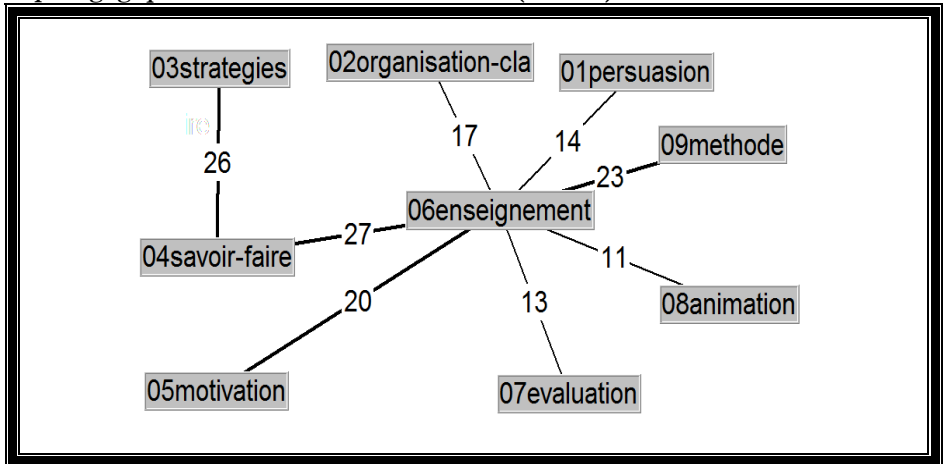 03strategies
02organisation-cla
01persuasion
17
14
09methode
26
23
06enseignement
27
04savoir-faire
11
20
13
08animation
05motivation
07evaluation